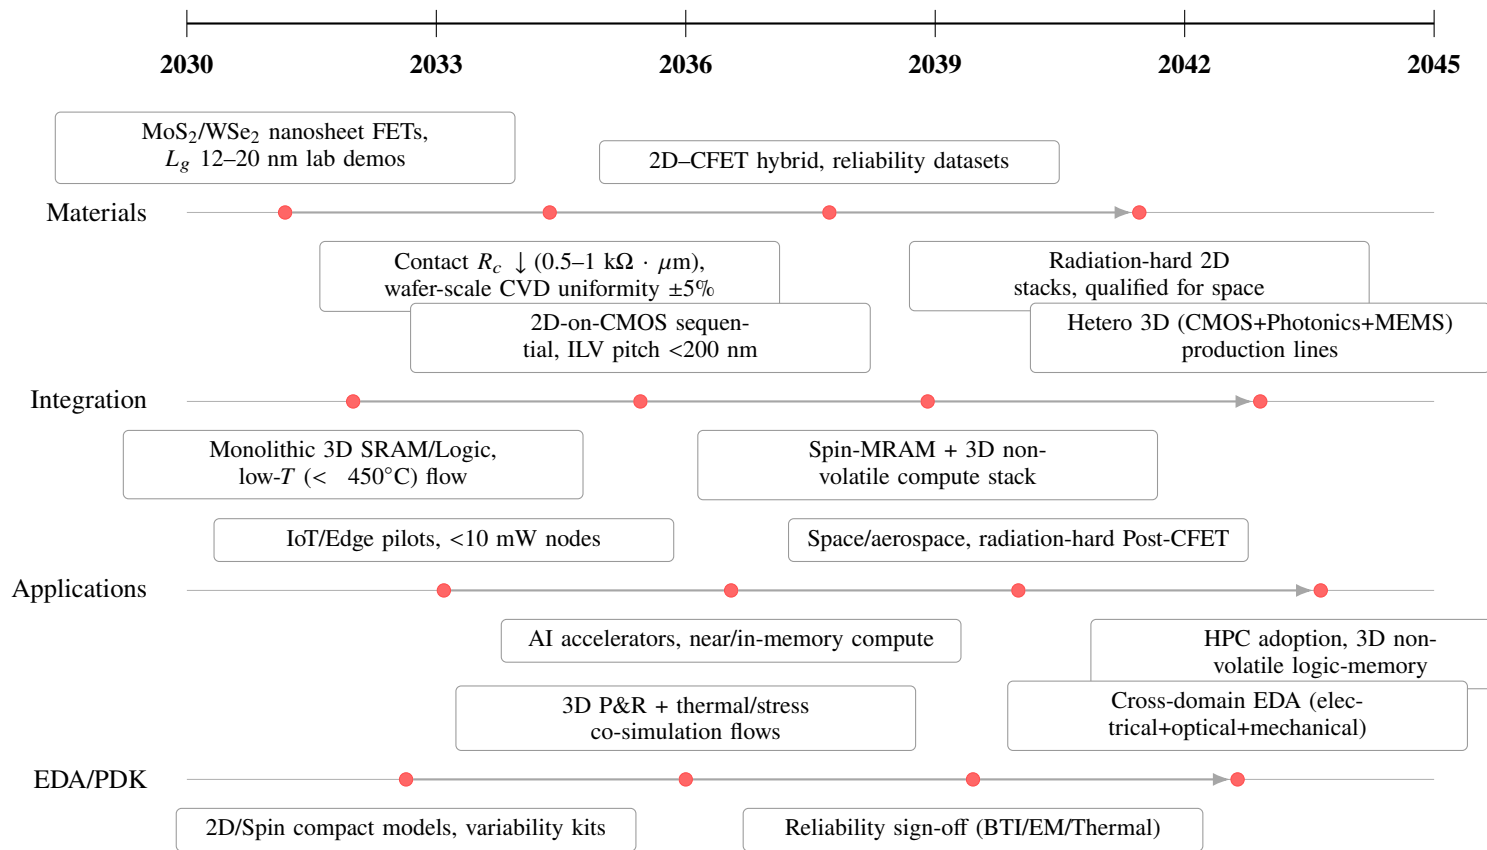 2030 2033 2036 2039 2042 2045
MoS₂/WSe₂ nanosheet FETs,
L_g 12–20 nm lab demos
2D–CFET hybrid, reliability datasets
Materials
Contact R_c ↓ (0.5–1 kΩ · μm),
wafer-scale CVD uniformity ±5%
Radiation-hard 2D
stacks, qualified for space
2D-on-CMOS sequen-
tial, ILV pitch <200 nm
Hetero 3D (CMOS+Photonics+MEMS)
production lines
Integration
Monolithic 3D SRAM/Logic,
low-T (< 450°C) flow
Spin-MRAM + 3D non-
volatile compute stack
IoT/Edge pilots, <10 mW nodes
Space/aerospace, radiation-hard Post-CFET
Applications
AI accelerators, near/in-memory compute
HPC adoption, 3D non-
volatile logic-memory
3D P&R + thermal/stress
co-simulation flows
Cross-domain EDA (elec-
trical+optical+mechanical)
EDA/PDK
2D/Spin compact models, variability kits
Reliability sign-off (BTI/EM/Thermal)